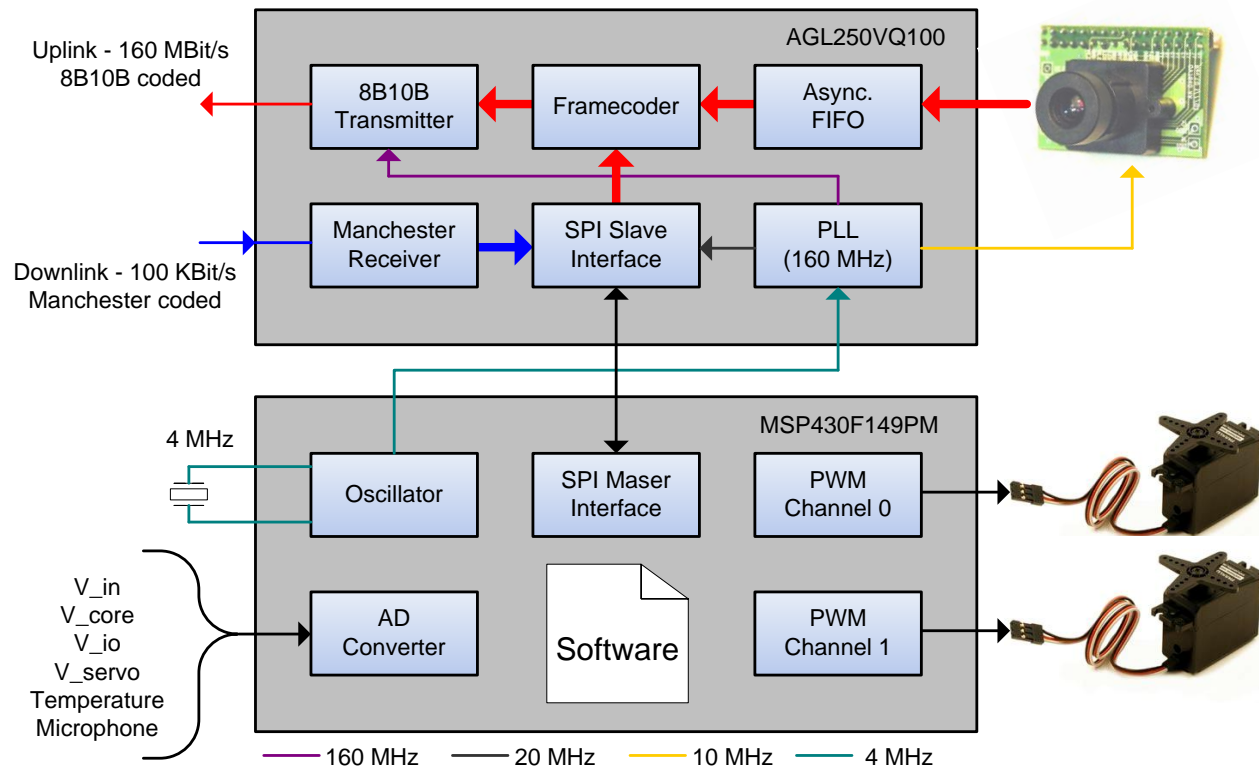 AGL250VQ100
Uplink - 160 MBit/s
8B10B coded
8B10B
Transmitter
Framecoder
Async.
FIFO
Downlink - 100 KBit/s
Manchester coded
Manchester
Receiver
SPI Slave
Interface
PLL
(160 MHz)
MSP430F149PM
4 MHz
Oscillator
SPI Maser
Interface
PWM
Channel 0
V_in
V_core
V_io
V_servo
Temperature
Microphone
AD
Converter
Software
PWM
Channel 1
160 MHz
20 MHz
10 MHz
4 MHz